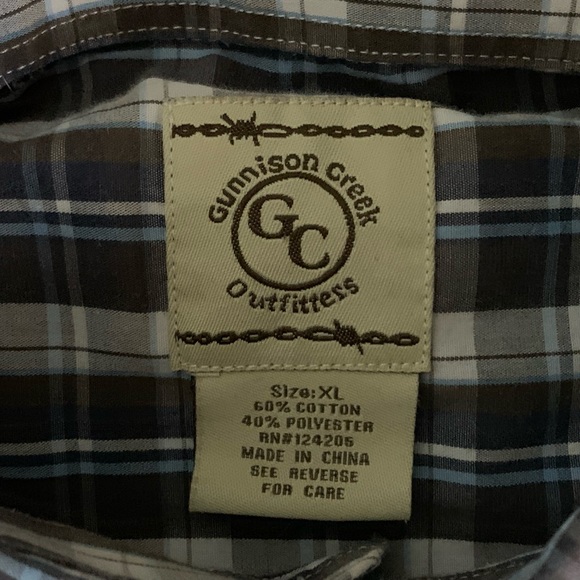 Gunnison Creek
GC
Outfitters
Size:XL
60% COTTON
40% POLYESTER
RN#124205
MADE IN CHINA
SEE REVERSE
FOR CARE